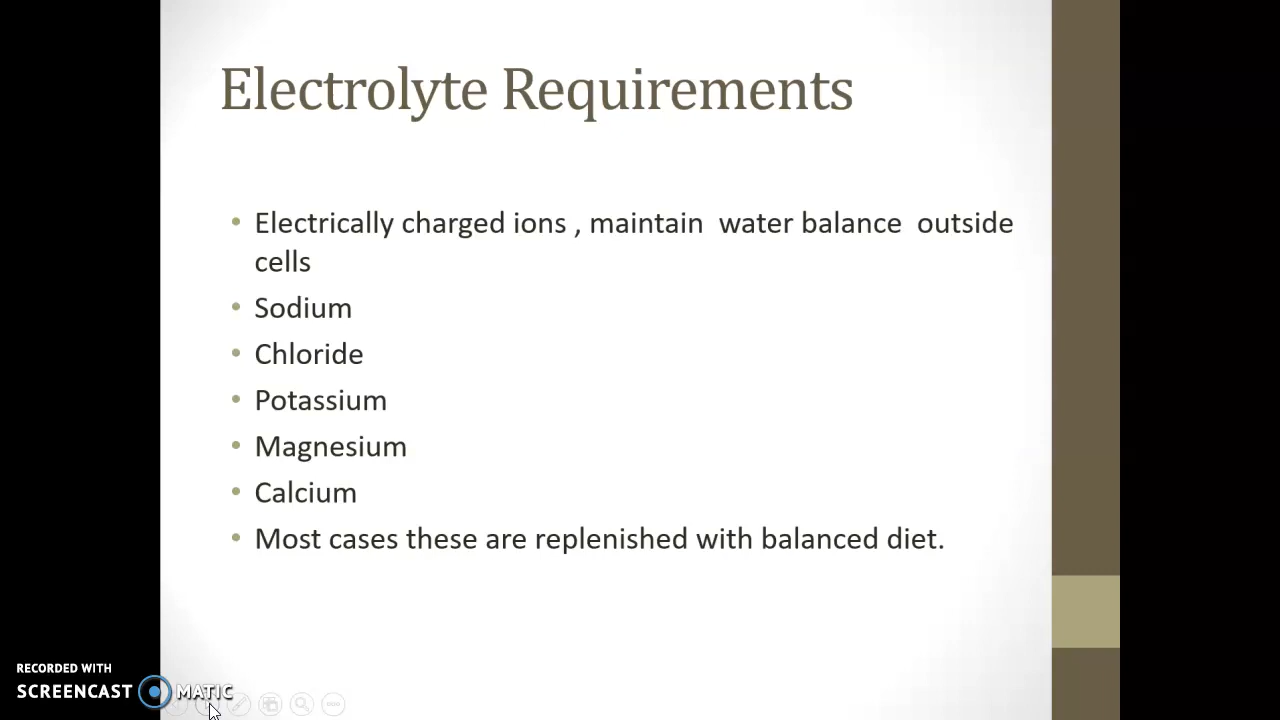 Electrolyte Requirements
• Electrically charged ions , maintain water balance outside
cells
• Sodium
• Chloride
• Potassium
• Magnesium
• Calcium
• Most cases these are replenished with balanced diet.
RECORDED WITH
SCREENCAST MATIC